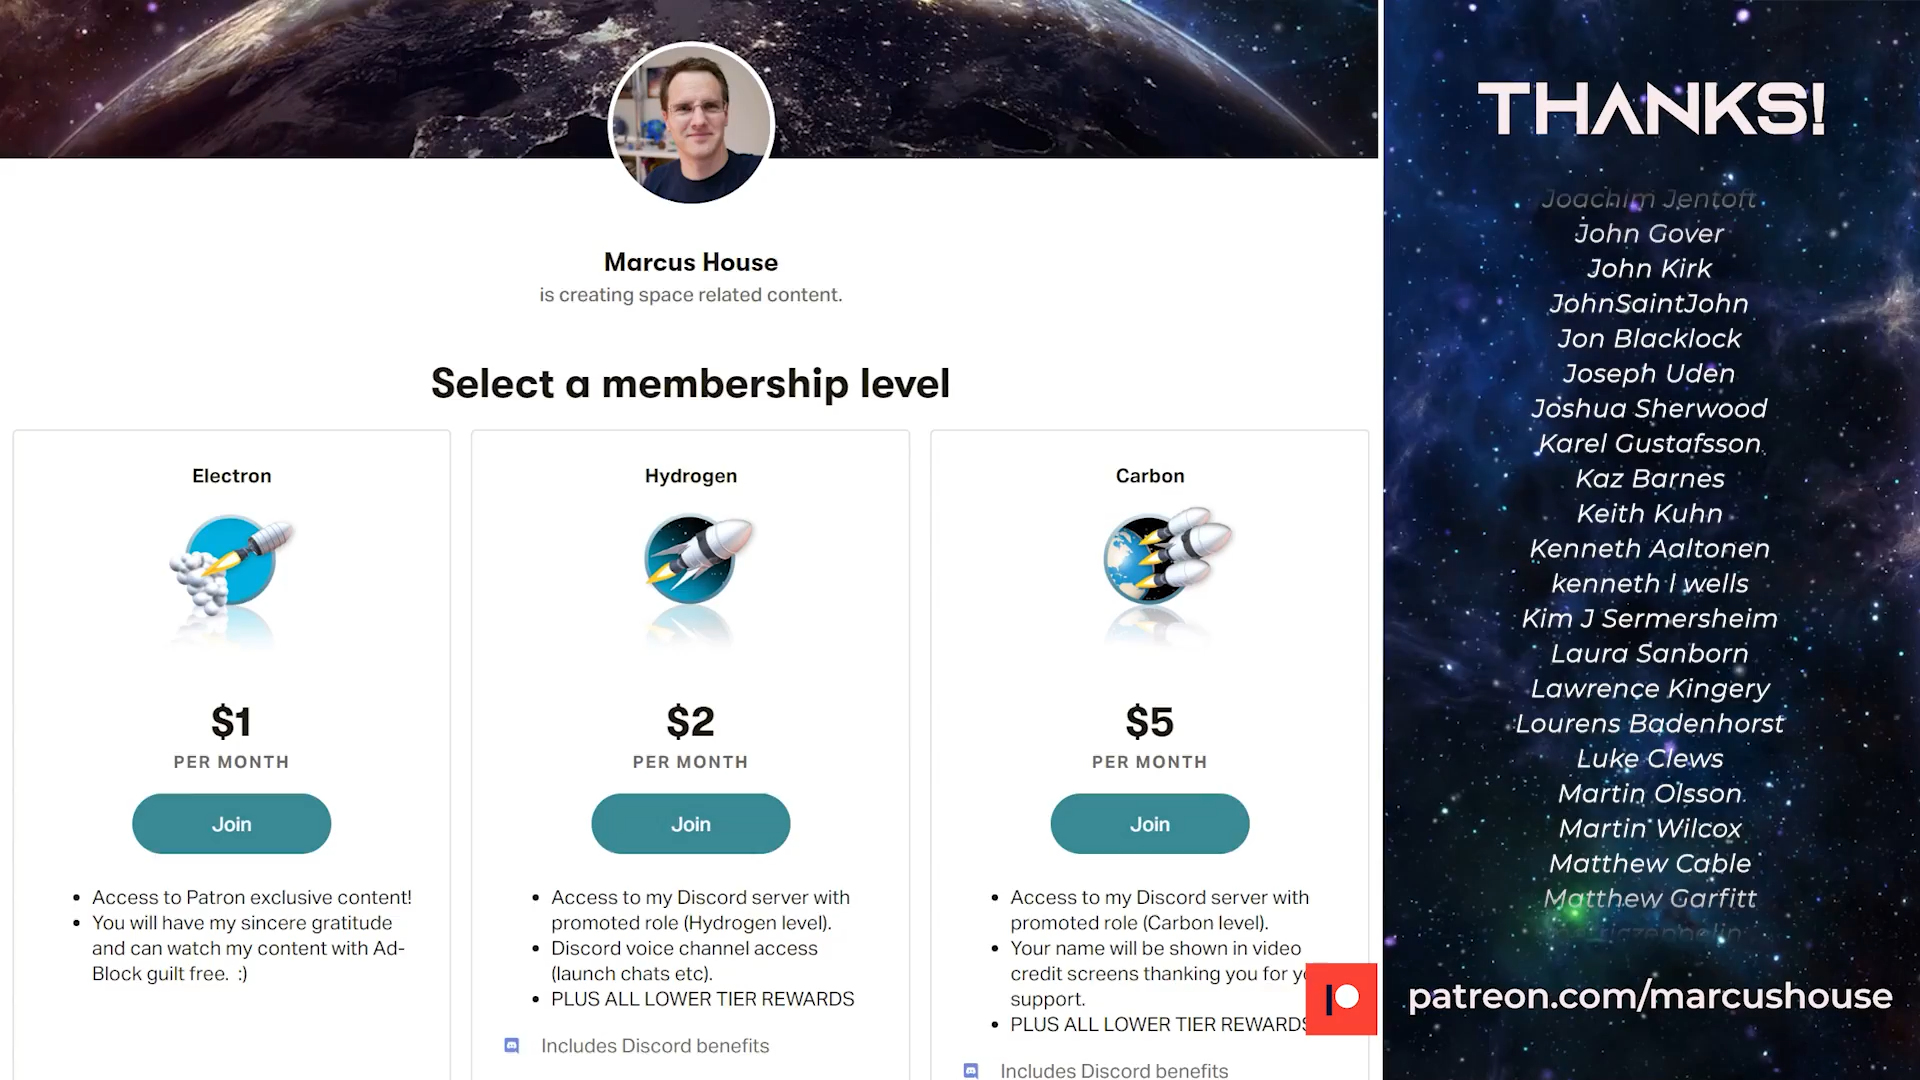 Marcus House
is creating space related content.
Select a membership level
Electron
$1
PER MONTH
Join
• Access to Patron exclusive content!
• You will have my sincere gratitude
and can watch my content with Ad-
Block guilt free. :)
Hydrogen
$2
PER MONTH
Join
• Access to my Discord server with
promoted role (Hydrogen level).
• Discord voice channel access
(launch chats etc).
• PLUS ALL LOWER TIER REWARDS
Includes Discord benefits
Carbon
$5
PER MONTH
Join
• Access to my Discord server with
promoted role (Carbon level).
• Your name will be shown in video
credit screens thanking you for
support.
• PLUS ALL LOWER TIER REWARDS
Includes Discord benefits
THANKS!
Joachim Jentoft
John Gover
John Kirk
JohnSaintJohn
Jon Blacklock
Joseph Uden
Joshua Sherwood
Karel Gustafsson
Kaz Barnes
Keith Kuhn
Kenneth Aaltonen
kenneth l wells
Kim J Sermersheim
Laura Sanborn
Lawrence Kingery
Lourens Badenhorst
Luke Clews
Martin Olsson
Martin Wilcox
Matthew Cable
Matthew Garfitt
patreon.com/marcushouse